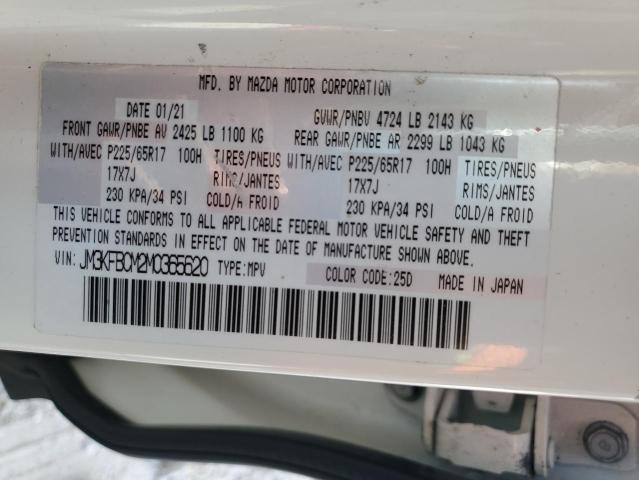 MFD. BY MAZDA MOTOR CORPORATION
DATE 01/21 GVWR/PNBV 4724 LB 2143 KG
FRONT GAWR/PNBE AV 2425 LB 1100 KG REAR GAWR/PNBE AR 2299 LB 1043 KG
WITH/AVEC P225/65R17 100H TIRES/PNEUS WITH/AVEC P225/65R17 100H TIRES/PNEUS
17X7J RIMS/JANTES 17X7J RIMS/JANTES
230 KPA/34 PSI COLD/A FROID 230 KPA/34 PSI COLD/A FROID
THIS VEHICLE CONFORMS TO ALL APPLICABLE FEDERAL MOTOR VEHICLE SAFETY AND THEFT
PREVENTION STANDARDS IN EFFECT ON THE DATE OF MANUFACTURE SHOWN ABOVE.
VIN: JM3KFBCM2M0365620 TYPE:MPV COLOR CODE:25D MADE IN JAPAN